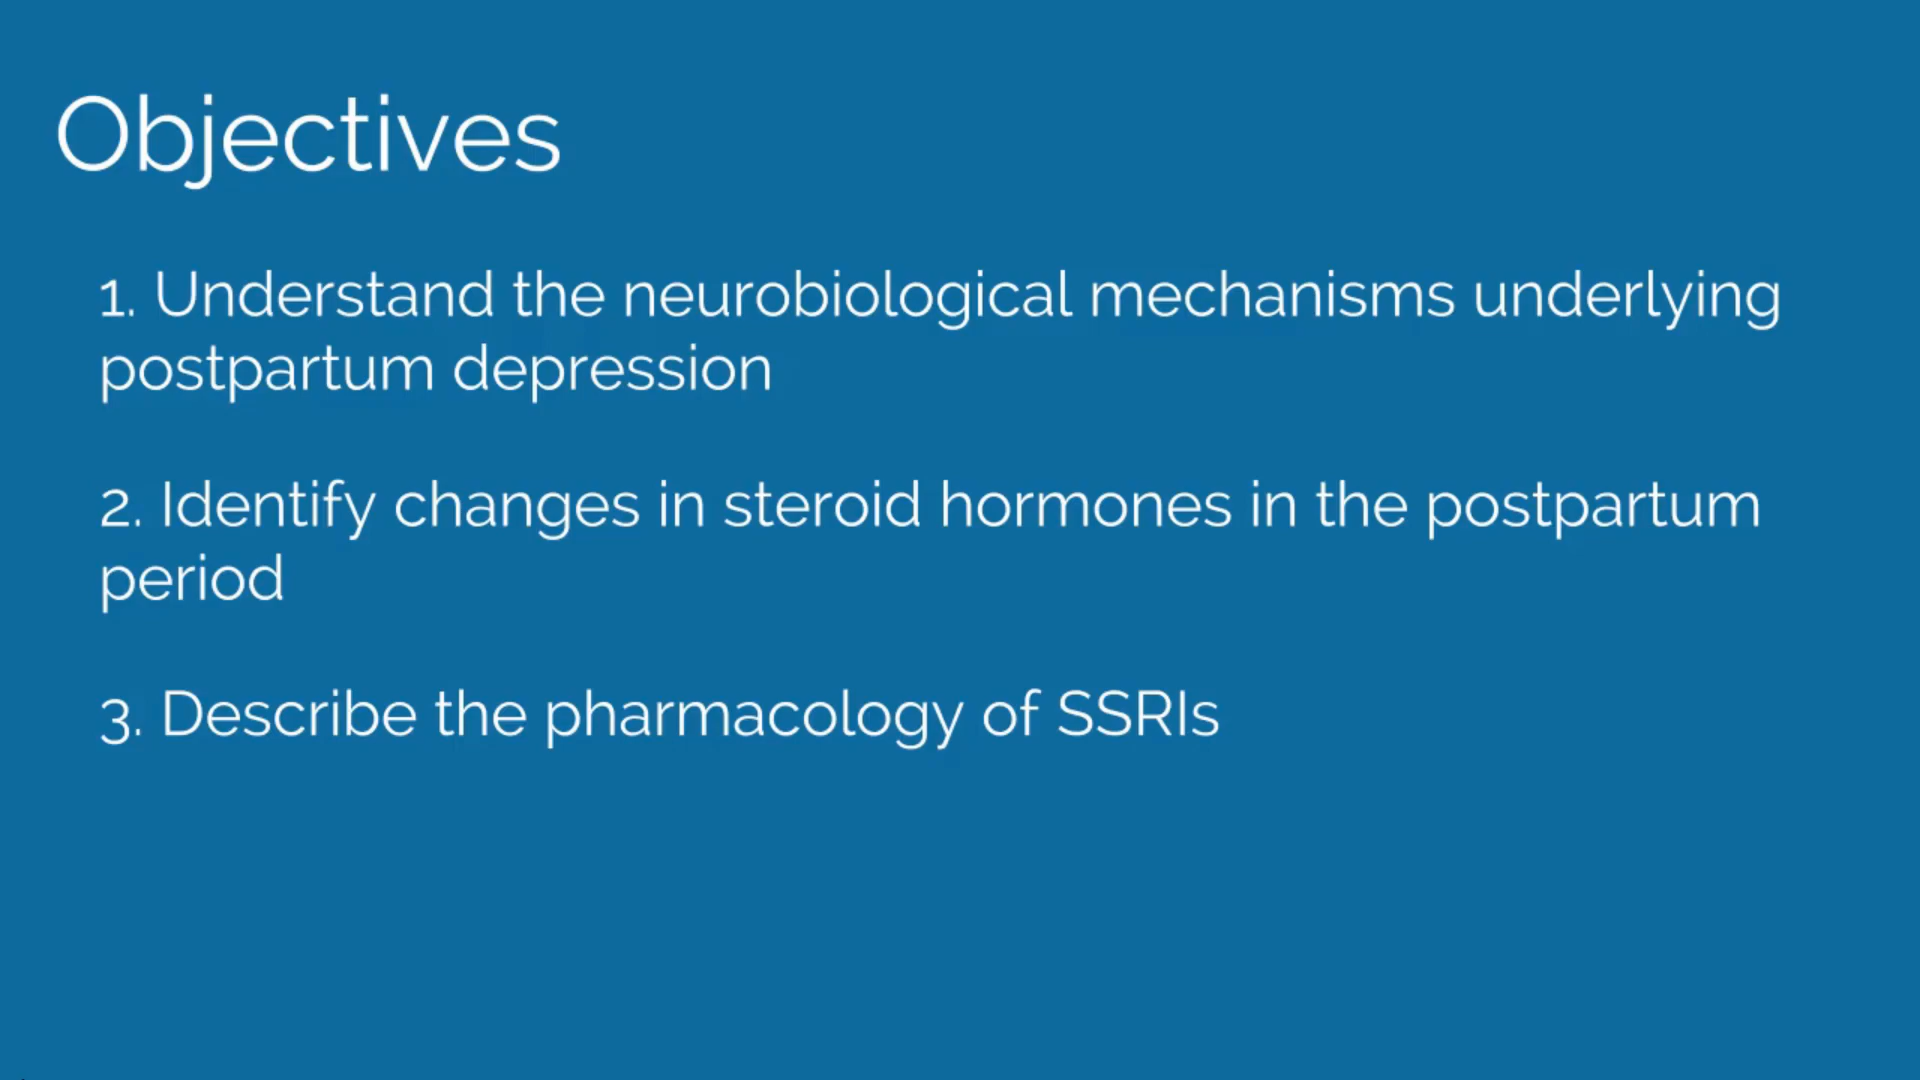 Objectives
1. Understand the neurobiological mechanisms underlying
postpartum depression
2. Identify changes in steroid hormones in the postpartum
period
3. Describe the pharmacology of SSRIs